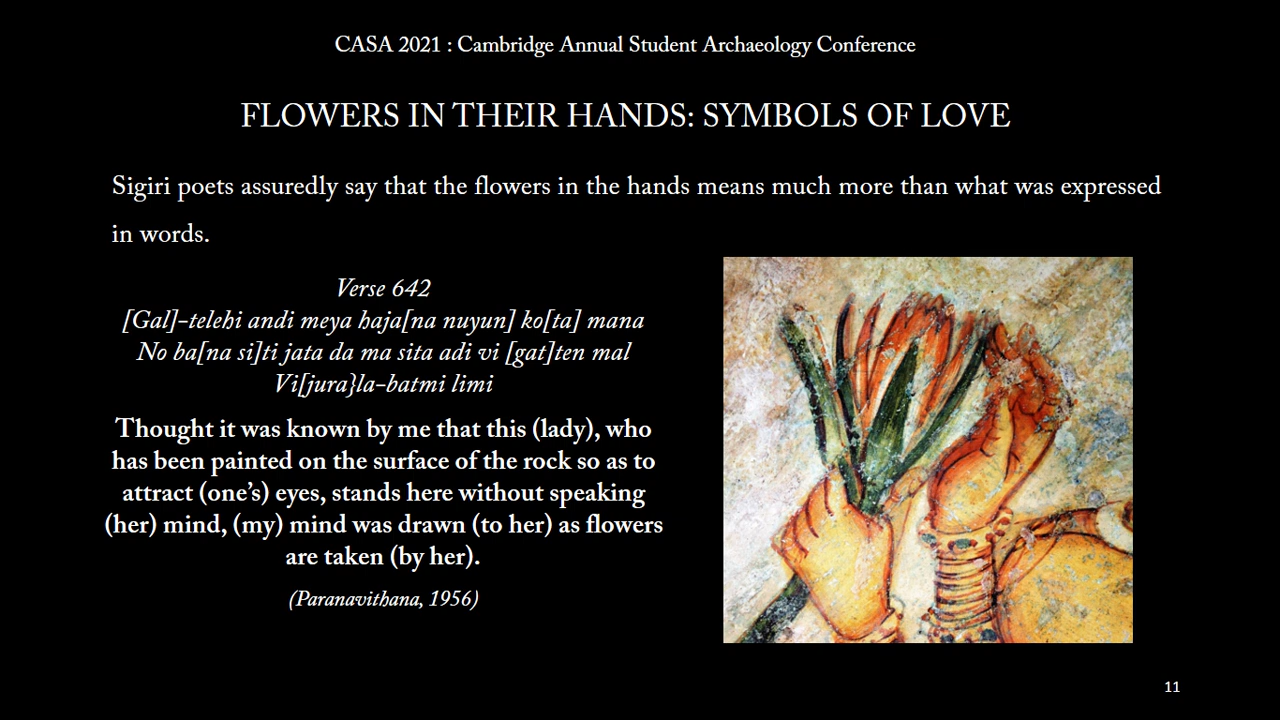 CASA 2021 : Cambridge Annual Student Archaeology Conference
FLOWERS IN THEIR HANDS: SYMBOLS OF LOVE
Sigiri poets assuredly say that the flowers in the hands means much more than what was expressed
in words.
Verse 642
[Gal]-telehi andi meya haja[na nuyun] ko[ta] mana
No ba[na si]ti jata da ma sita adi vi [gat]ten mal
Vi[jura}la-batmi limi
Thought it was known by me that this (lady), who
has been painted on the surface of the rock so as to
attract (one’s) eyes, stands here without speaking
(her) mind, (my) mind was drawn (to her) as flowers
are taken (by her).
(Paranavithana, 1956)
11